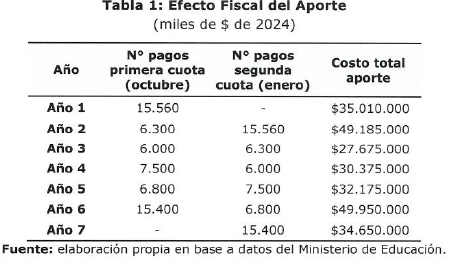 Tabla 1: Efecto Fiscal del Aporte
(miles de $ de 2024)
Año N° pagos primera cuota (octubre) N° pagos segunda cuota (enero) Costo total aporte
Año 1 15.560 - $35.010.000
Año 2 6.300 15.560 $49.185.000
Año 3 6.000 6.300 $27.675.000
Año 4 7.500 6.000 $30.375.000
Año 5 6.800 7.500 $32.175.000
Año 6 15.400 6.800 $49.950.000
Año 7 - 15.400 $34.650.000
Fuente: elaboración propia en base a datos del Ministerio de Educación.